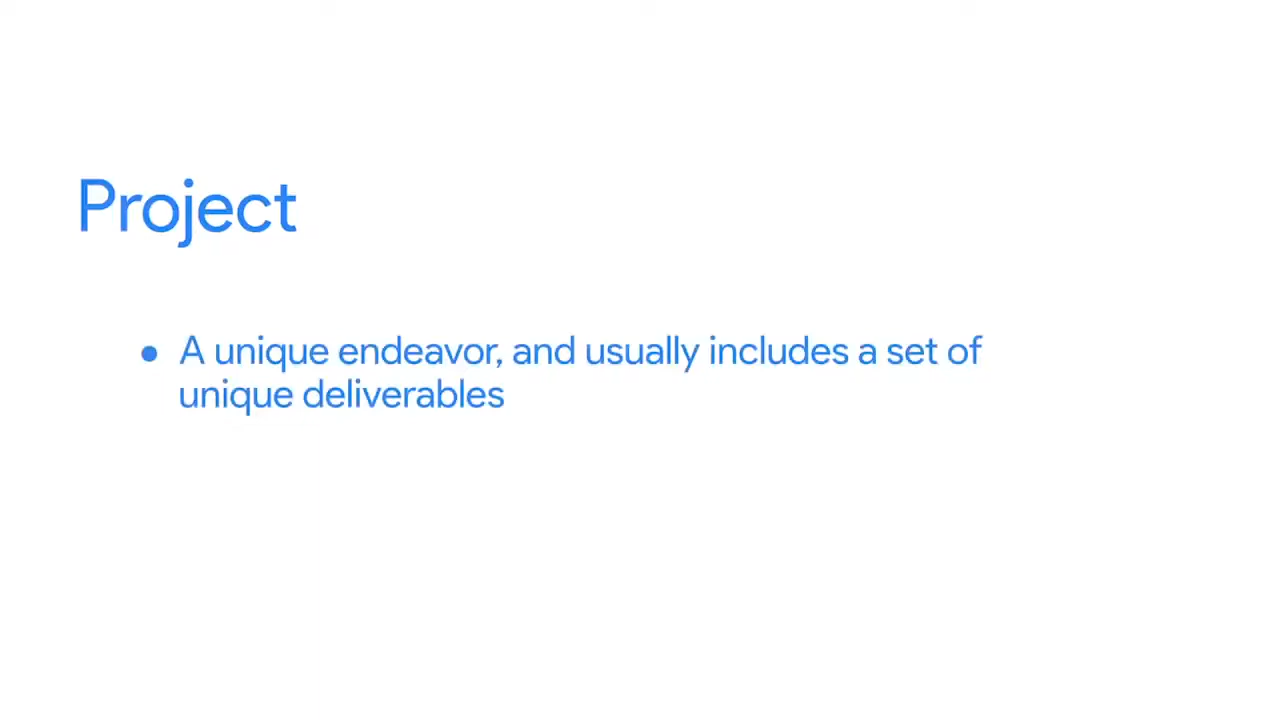 Project
• A unique endeavor, and usually includes a set of
unique deliverables